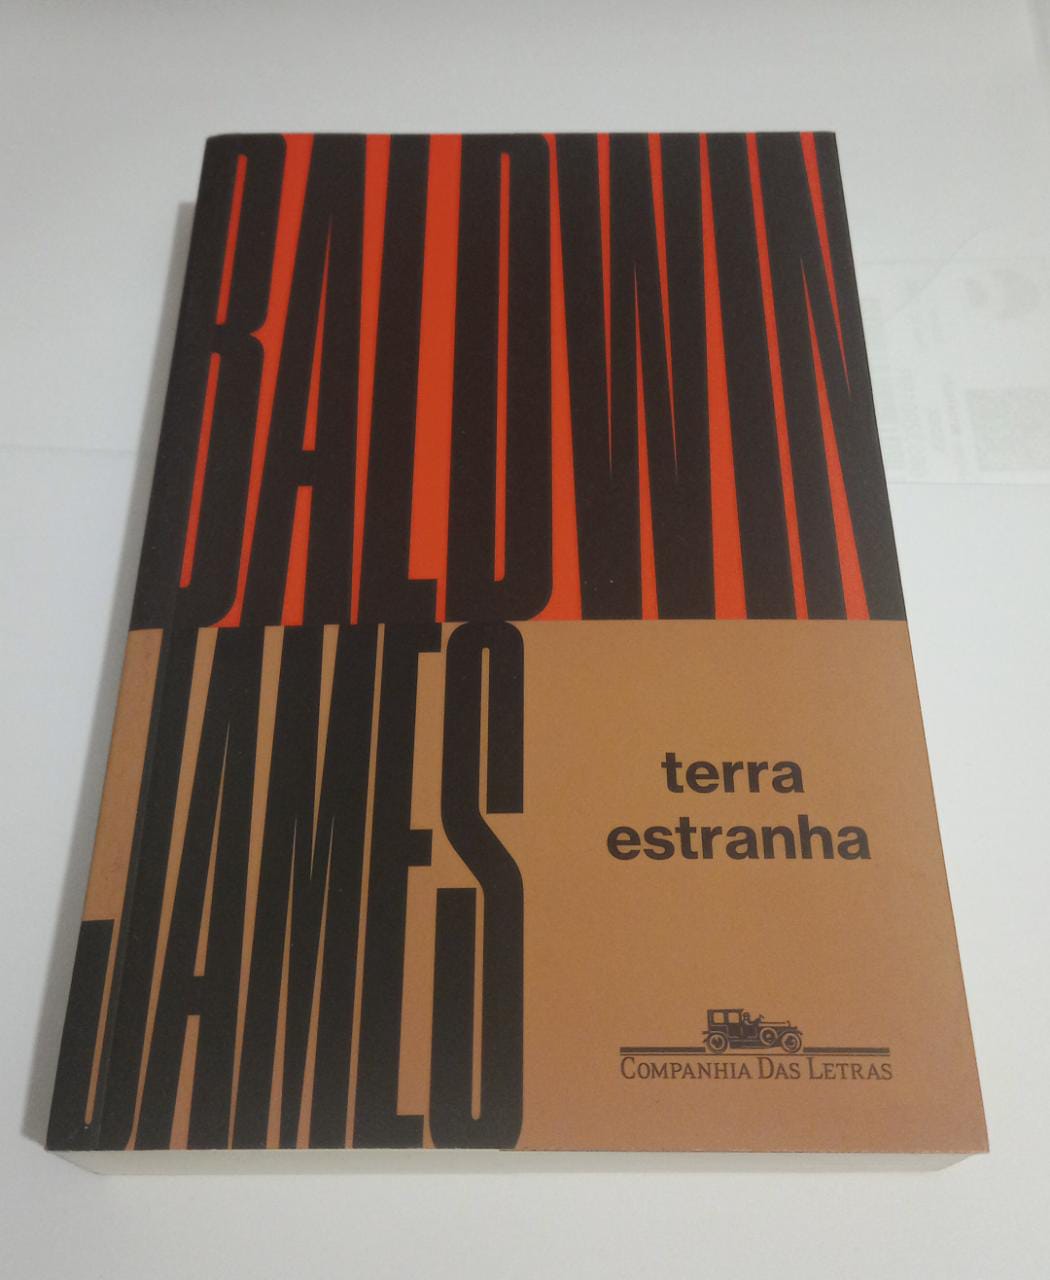 BALDWIN
JAMES
terra
estranha
COMPANHIA DAS LETRAS